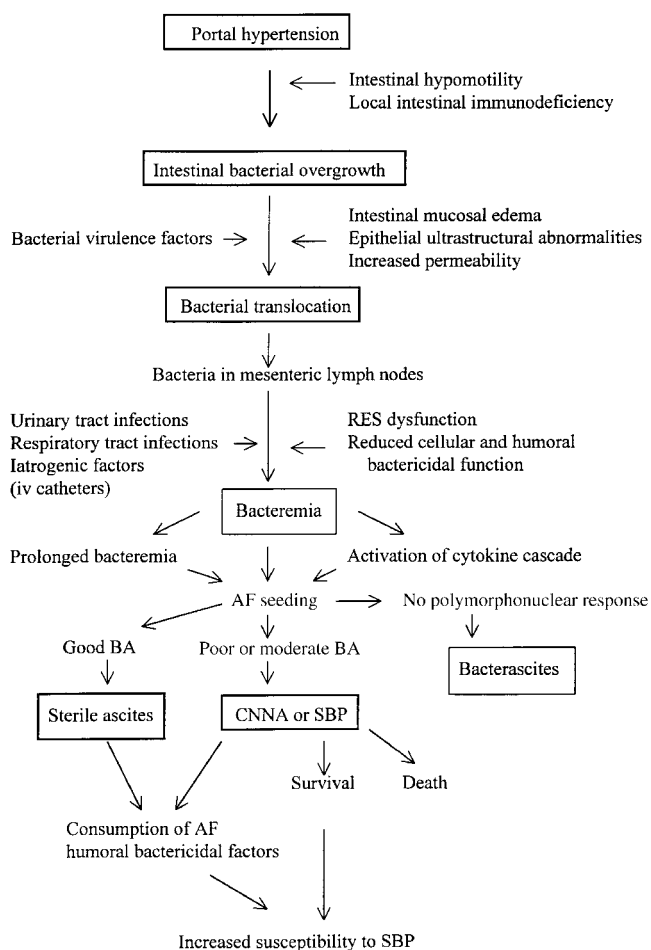 Portal hypertension
Intestinal hypomotility
Local intestinal immunodeficiency
Intestinal bacterial overgrowth
Bacterial virulence factors
Intestinal mucosal edema
Epithelial ultrastructural abnormalities
Increased permeability
Bacterial translocation
Bacteria in mesenteric lymph nodes
Urinary tract infections
Respiratory tract infections
Iatrogenic factors
(iv catheters)
RES dysfunction
Reduced cellular and humoral
bactericidal function
Bacteremia
Prolonged bacteremia
Activation of cytokine cascade
AF seeding
No polymorphonuclear response
Good BA
Poor or moderate BA
Bacterascites
Sterile ascites
CNNA or SBP
Survival
Death
Consumption of AF
humoral bactericidal factors
Increased susceptibility to SBP